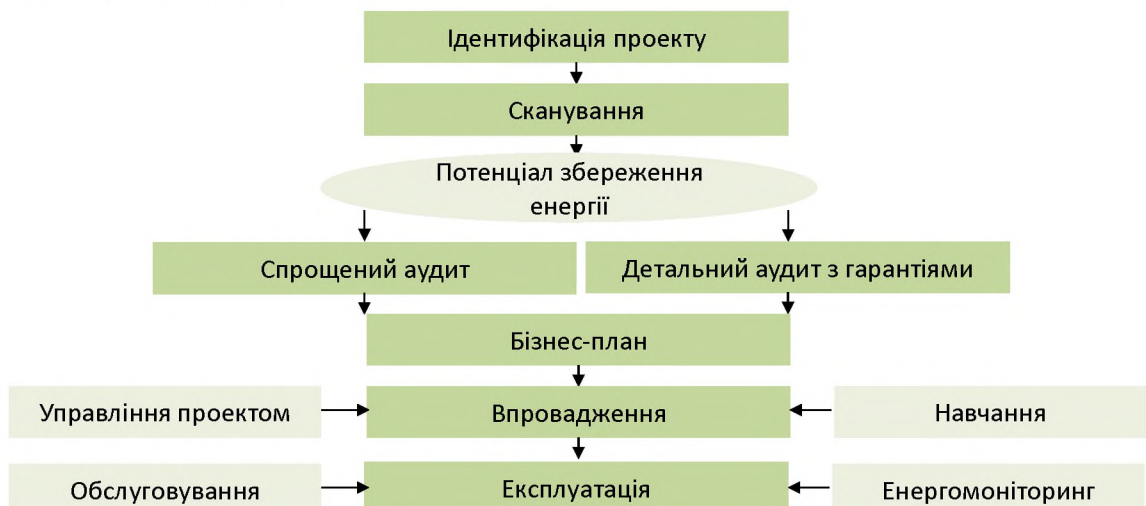 Ідентифікація проекту
Сканування
Потенціал збереження
енергії
Спрощений аудит
Детальний аудит з гарантіями
Бізнес-план
Управління проектом
Впровадження
Навчання
Обслуговування
Експлуатація
Енергомоніторинг